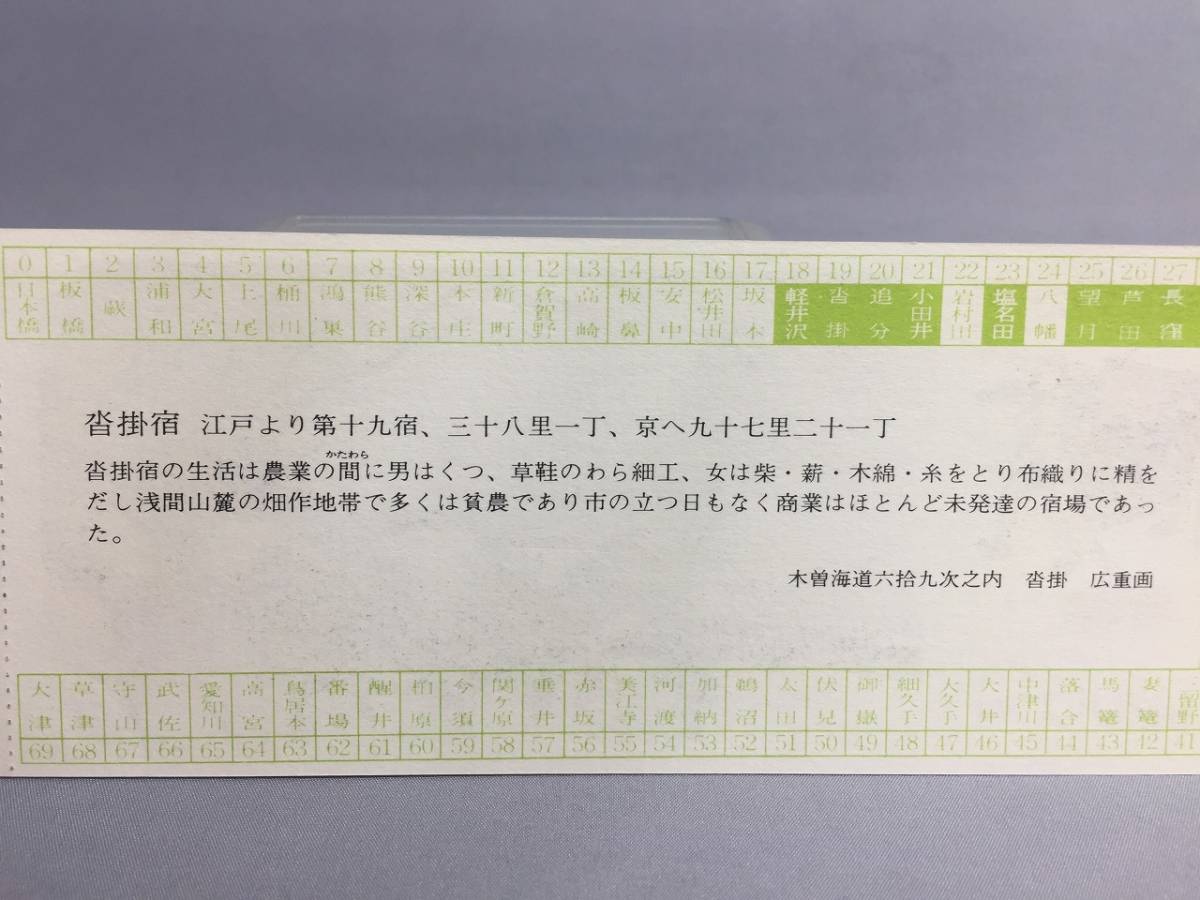 0 1 2 3 4 5 6 7 8 9 10 11 12 13 14 15 16 17 18 19 20 21 22 23 24 25 26 27
日本橋 板橋 蕨 浦和 大宮 上尾 桶川 鴻巣 熊谷 深谷 本庄 新町 倉賀野 高崎 板鼻 安中 松井田 坂本 軽井沢 沓掛 追分 小田井 岩村田 塩名田 八幡 望月 芦田 長窪
沓掛宿 江戸より第十九宿、三十八里一丁、京へ九十七里二十一丁
かたわら
沓掛宿の生活は農業の間に男はくつ、草鞋のわら細工、女は柴・薪・木綿・糸をとり布織りに精を
だし浅間山麓の畑作地帯で多くは貧農であり市の立つ日もなく商業はほとんど未発達の宿場であっ
た。
木曽海道六拾九次之内 沓掛 広重画
大津 草津 守山 武佐 愛知川 高宮 鳥居本 番場 醒井 柏原 今須 関ヶ原 垂井 赤坂 美江寺 河渡 加納 鵜沼 太田 伏見 御嶽 細久手 大久手 大井 中津川 落合 馬篭 妻篭 三留野
69 68 67 66 65 64 63 62 61 60 59 58 57 56 55 54 53 52 51 50 49 48 47 46 45 44 43 42 41